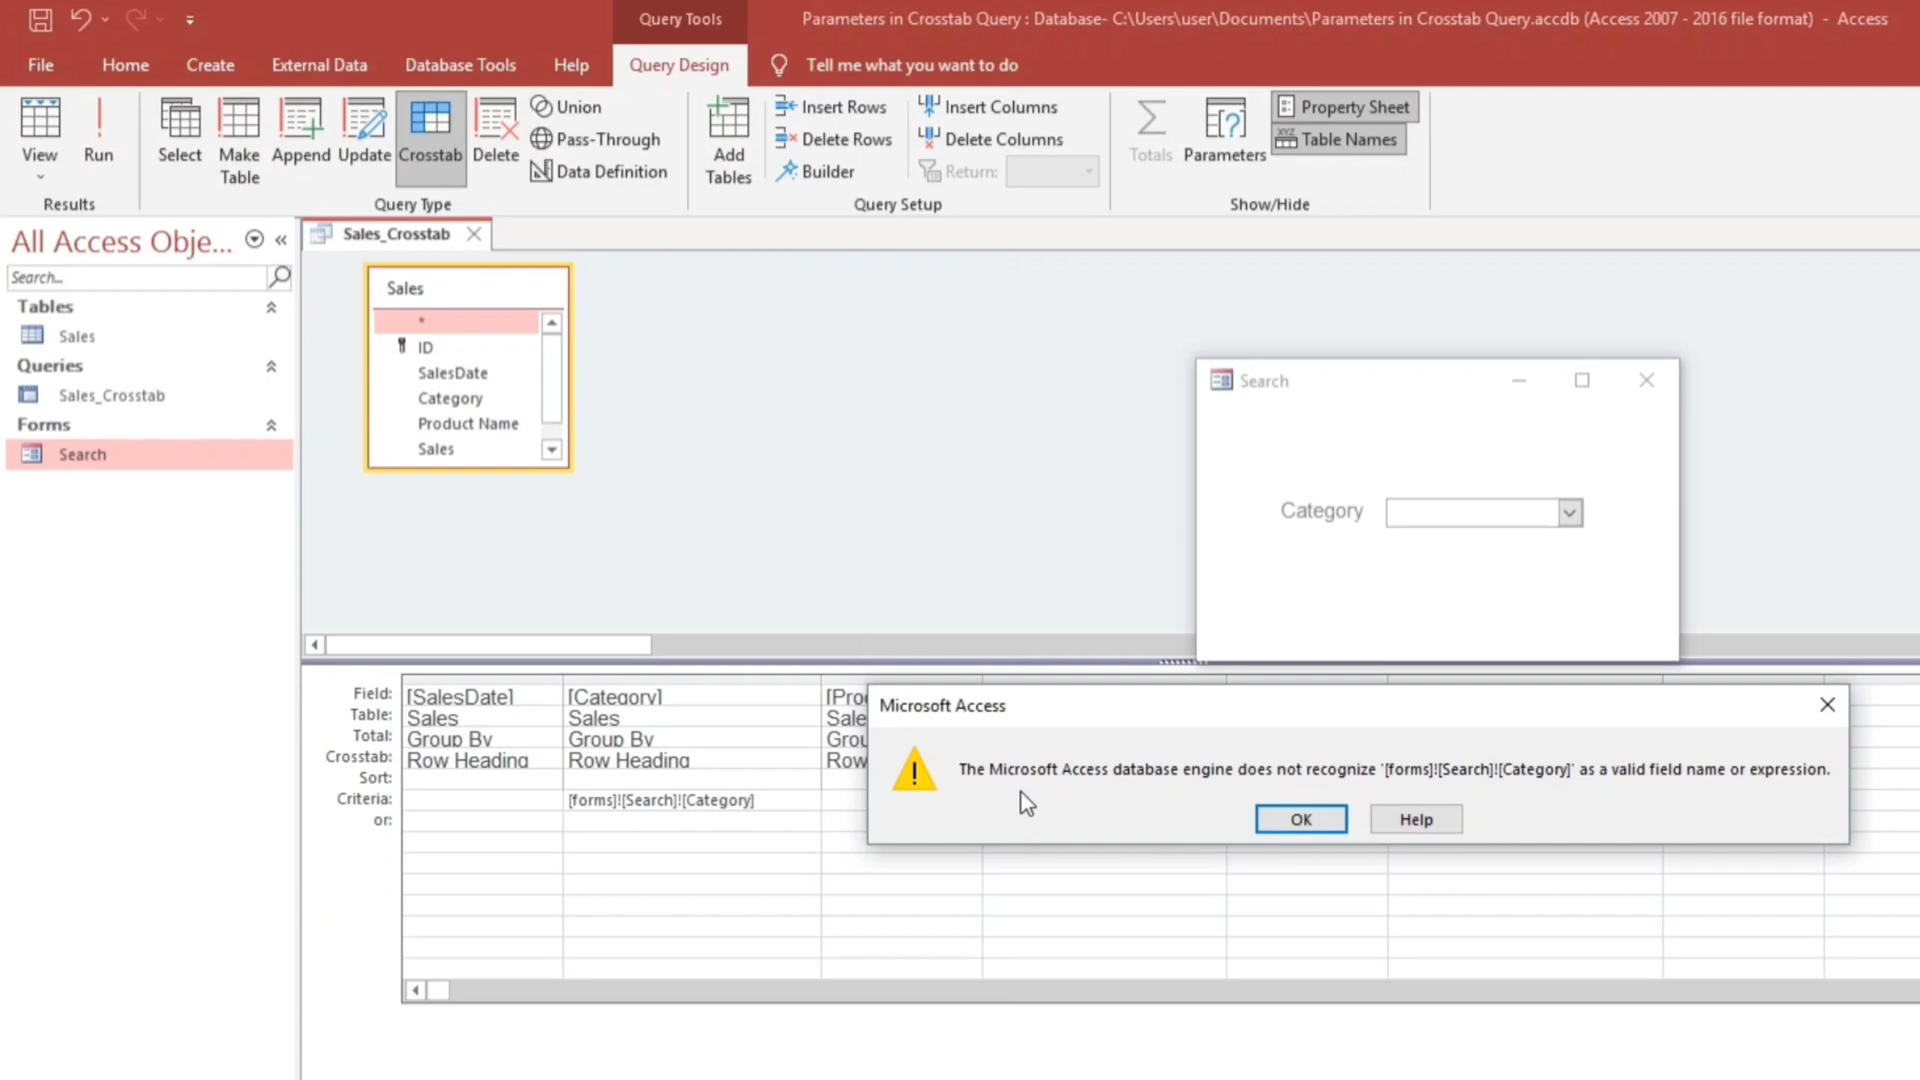 Query Tools
Parameters in Crosstab Query : Database- C:\Users\user\Documents\Parameters in Crosstab Query.accdb (Access 2007 - 2016 file format) - Access
File
Home
Create
External Data
Database Tools
Help
Query Design
Tell me what you want to do
View
Run
Select
Make
Table
Append
Update
Crosstab
Delete
Union
Pass-Through
Data Definition
Add
Tables
Insert Rows
Delete Rows
Builder
Insert Columns
Delete Columns
Return:
Totals
Parameters
Property Sheet
XYZ
Table Names
Results
Query Type
Query Setup
Show/Hide
All Access Obje...
Search...
Tables
Sales
Queries
Sales_Crosstab
Forms
Search
Sales_Crosstab
Sales
*
ID
SalesDate
Category
Product Name
Sales
Search
Category
Field: [SalesDate] [Category] [Pro
Table: Sales Sales Sale
Total: Group By Group By Grou
Crosstab: Row Heading Row Heading Row
Sort:
Criteria: [forms]![Search]![Category]
or:
Microsoft Access
The Microsoft Access database engine does not recognize '[forms]![Search]![Category]' as a valid field name or expression.
OK
Help